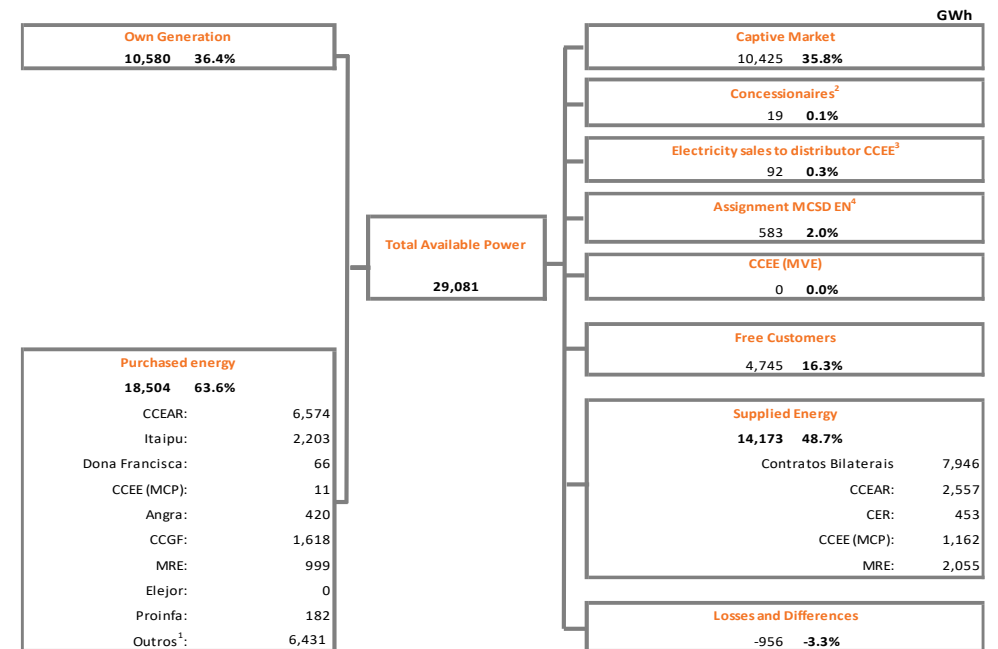 GWh
Own Generation
10,580 36.4%
Purchased energy
18,504 63.6%
CCEAR: 6,574
Itaipu: 2,203
Dona Francisca: 66
CCEE (MCP): 11
Angra: 420
CCGF: 1,618
MRE: 999
Elejor: 0
Proinfa: 182
Outros¹: 6,431
Total Available Power
29,081
Captive Market
10,425 35.8%
Concessionaires²
19 0.1%
Electricity sales to distributor CCEE³
92 0.3%
Assignment MCSD EN⁴
583 2.0%
CCEE (MVE)
0 0.0%
Free Customers
4,745 16.3%
Supplied Energy
14,173 48.7%
Contratos Bilaterais 7,946
CCEAR: 2,557
CER: 453
CCEE (MCP): 1,162
MRE: 2,055
Losses and Differences
-956 -3.3%